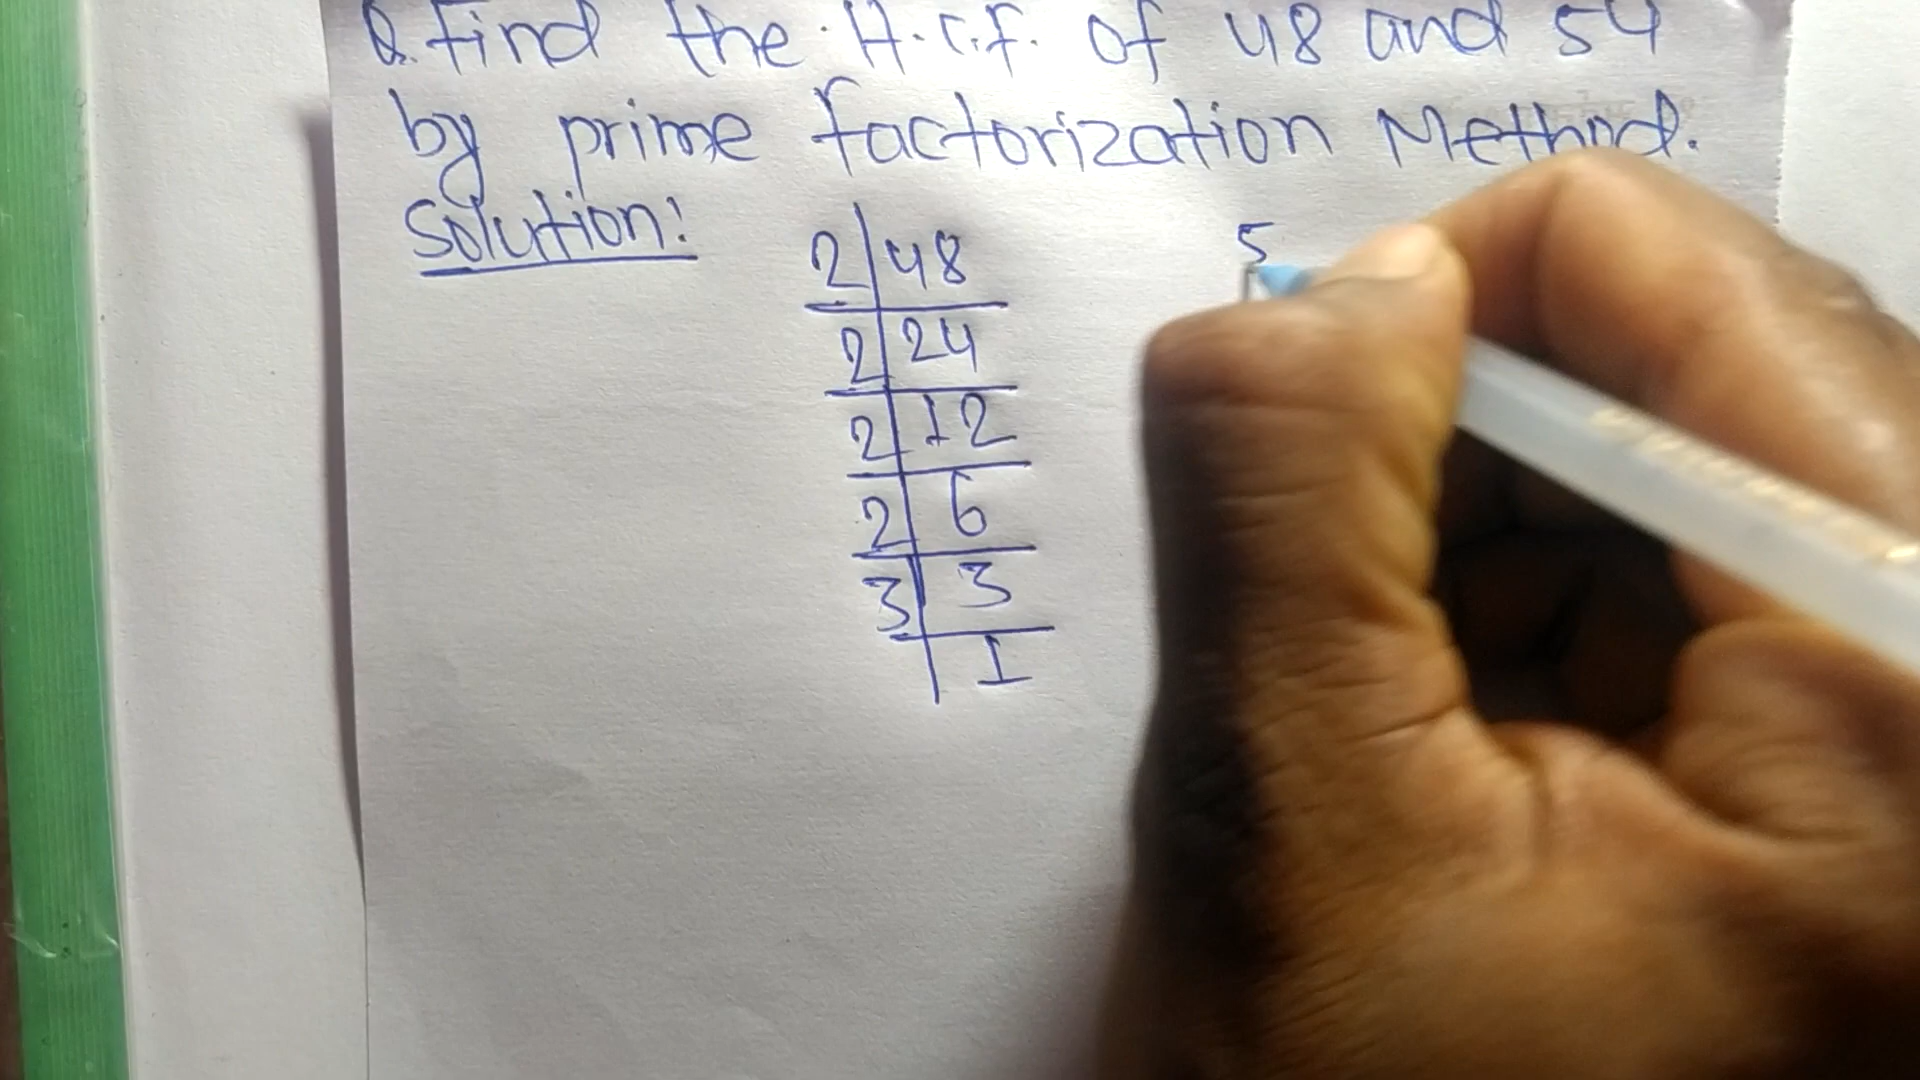 Q. Find the H.C.F. of 48 and 54
by prime factorization Method.
Solution:
2 48
2 24
2 12
2 6
3 3
1
5